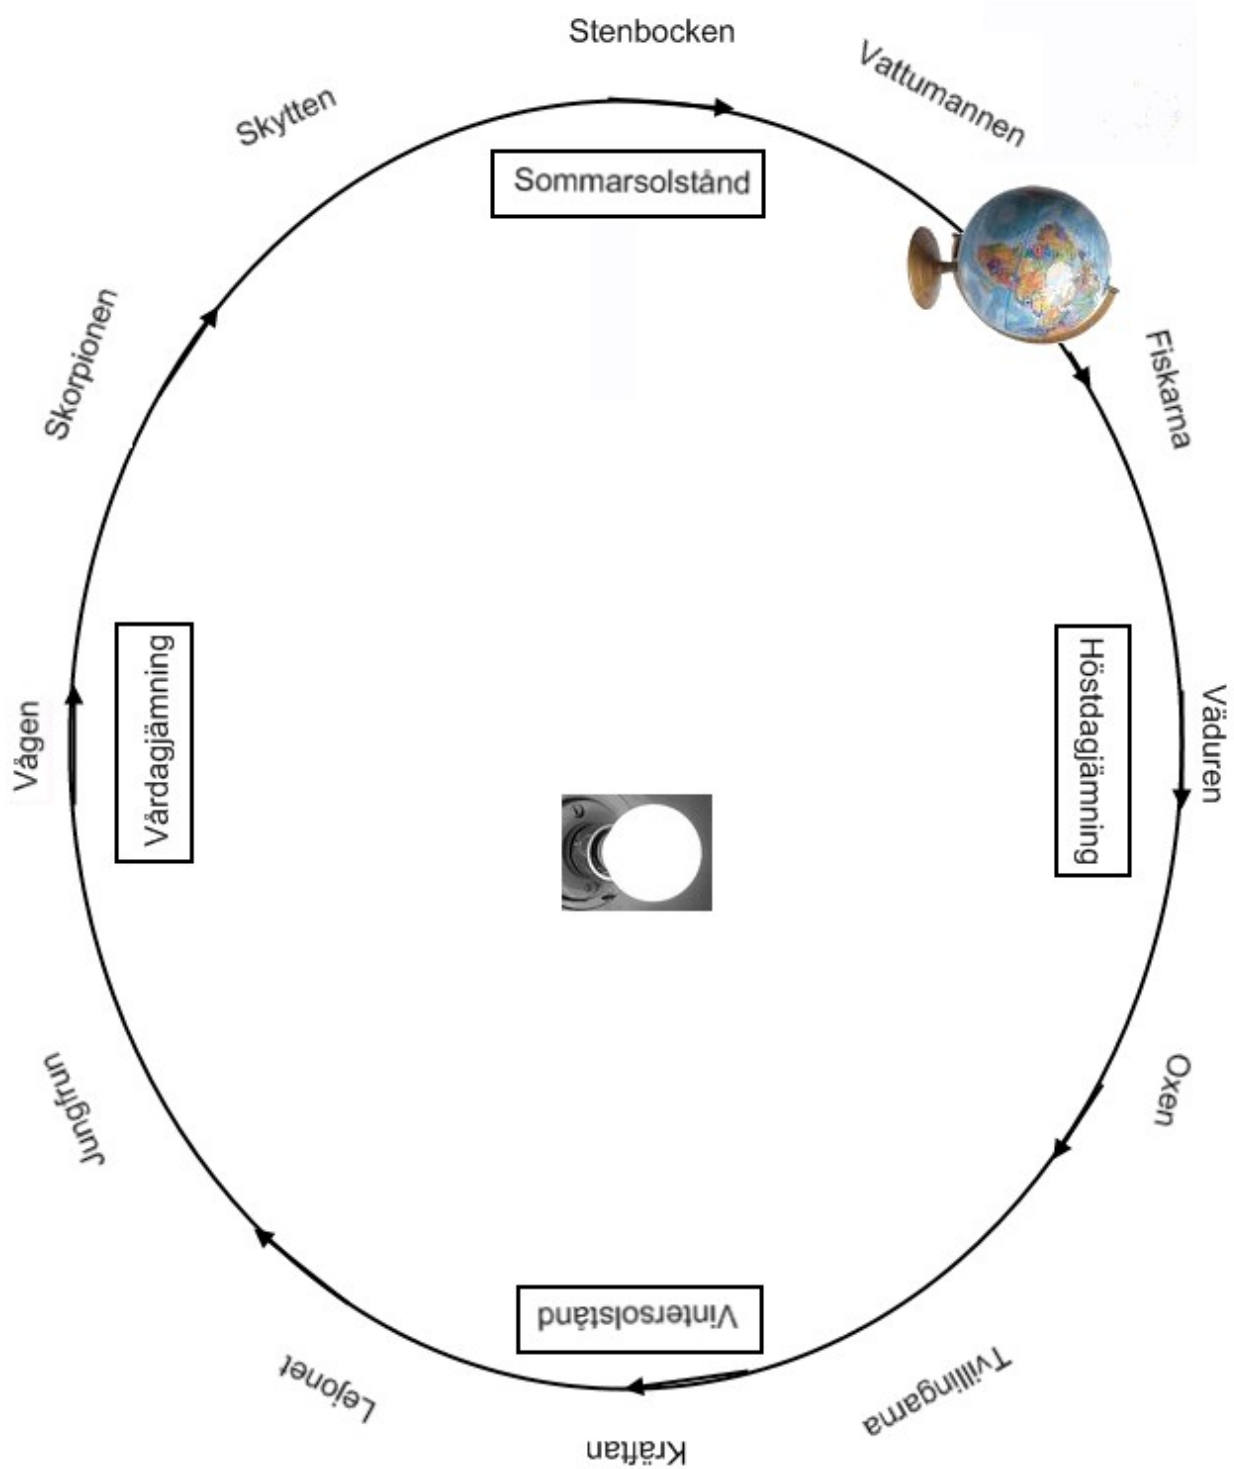 Stenbocken
Vattumannen
Skytten
Sommarsolstånd
Skorpionen
Fiskarna
Vårdagjämning
Höstdagjämning
Vågen
Väduren
Jungfrun
Oxen
Vintersolstånd
Lejonet
Tvillingarna
Kräftan